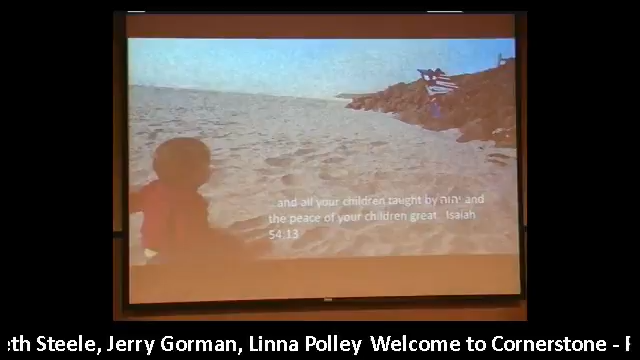 ...and all your children taught by יהוה and
the peace of your children great. Isaiah
54:13
eth Steele, Jerry Gorman, Linna Polley Welcome to Cornerstone -